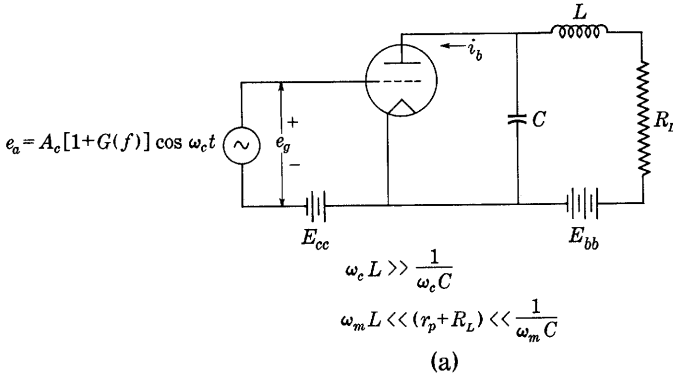 L
i_b
e_a = A_c[1+G(f)] cos ω_c t
+
e_g
−
C
R_L
E_cc
E_bb
ω_c L >> 1/(ω_c C)
ω_m L << (r_p + R_L) << 1/(ω_m C)
(a)